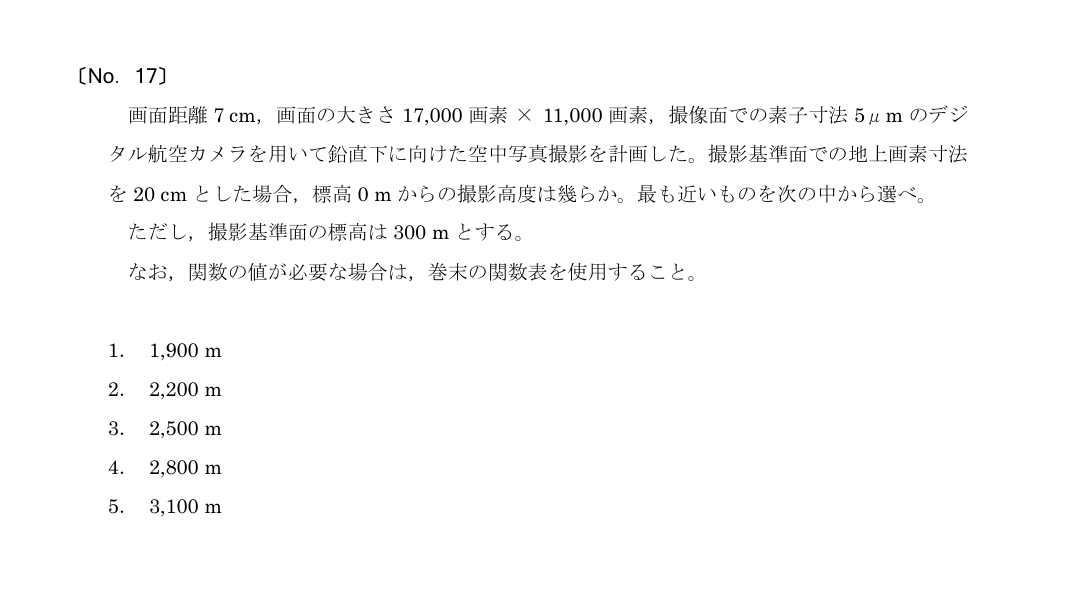 〔No. 17〕
画面距離 7 cm，画面の大きさ 17,000 画素 × 11,000 画素，撮像面での素子寸法 5 μm のデジ
タル航空カメラを用いて鉛直下に向けた空中写真撮影を計画した。撮影基準面での地上画素寸法
を 20 cm とした場合，標高 0 m からの撮影高度は幾らか。最も近いものを次の中から選べ。
ただし，撮影基準面の標高は 300 m とする。
なお，関数の値が必要な場合は，巻末の関数表を使用すること。
1. 1,900 m
2. 2,200 m
3. 2,500 m
4. 2,800 m
5. 3,100 m